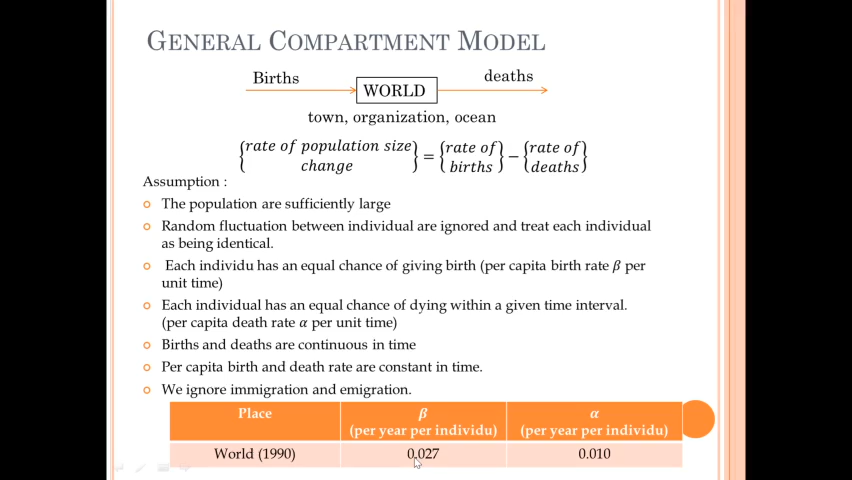 GENERAL COMPARTMENT MODEL
Births
deaths
WORLD
town, organization, ocean
{rate of population size change} = {rate of births} − {rate of deaths}
Assumption :
The population are sufficiently large
Random fluctuation between individual are ignored and treat each individual
as being identical.
Each individu has an equal chance of giving birth (per capita birth rate β per
unit time)
Each individual has an equal chance of dying within a given time interval.
(per capita death rate α per unit time)
Births and deaths are continuous in time
Per capita birth and death rate are constant in time.
We ignore immigration and emigration.
Place β α
(per year per individu) (per year per individu)
World (1990) 0.027 0.010